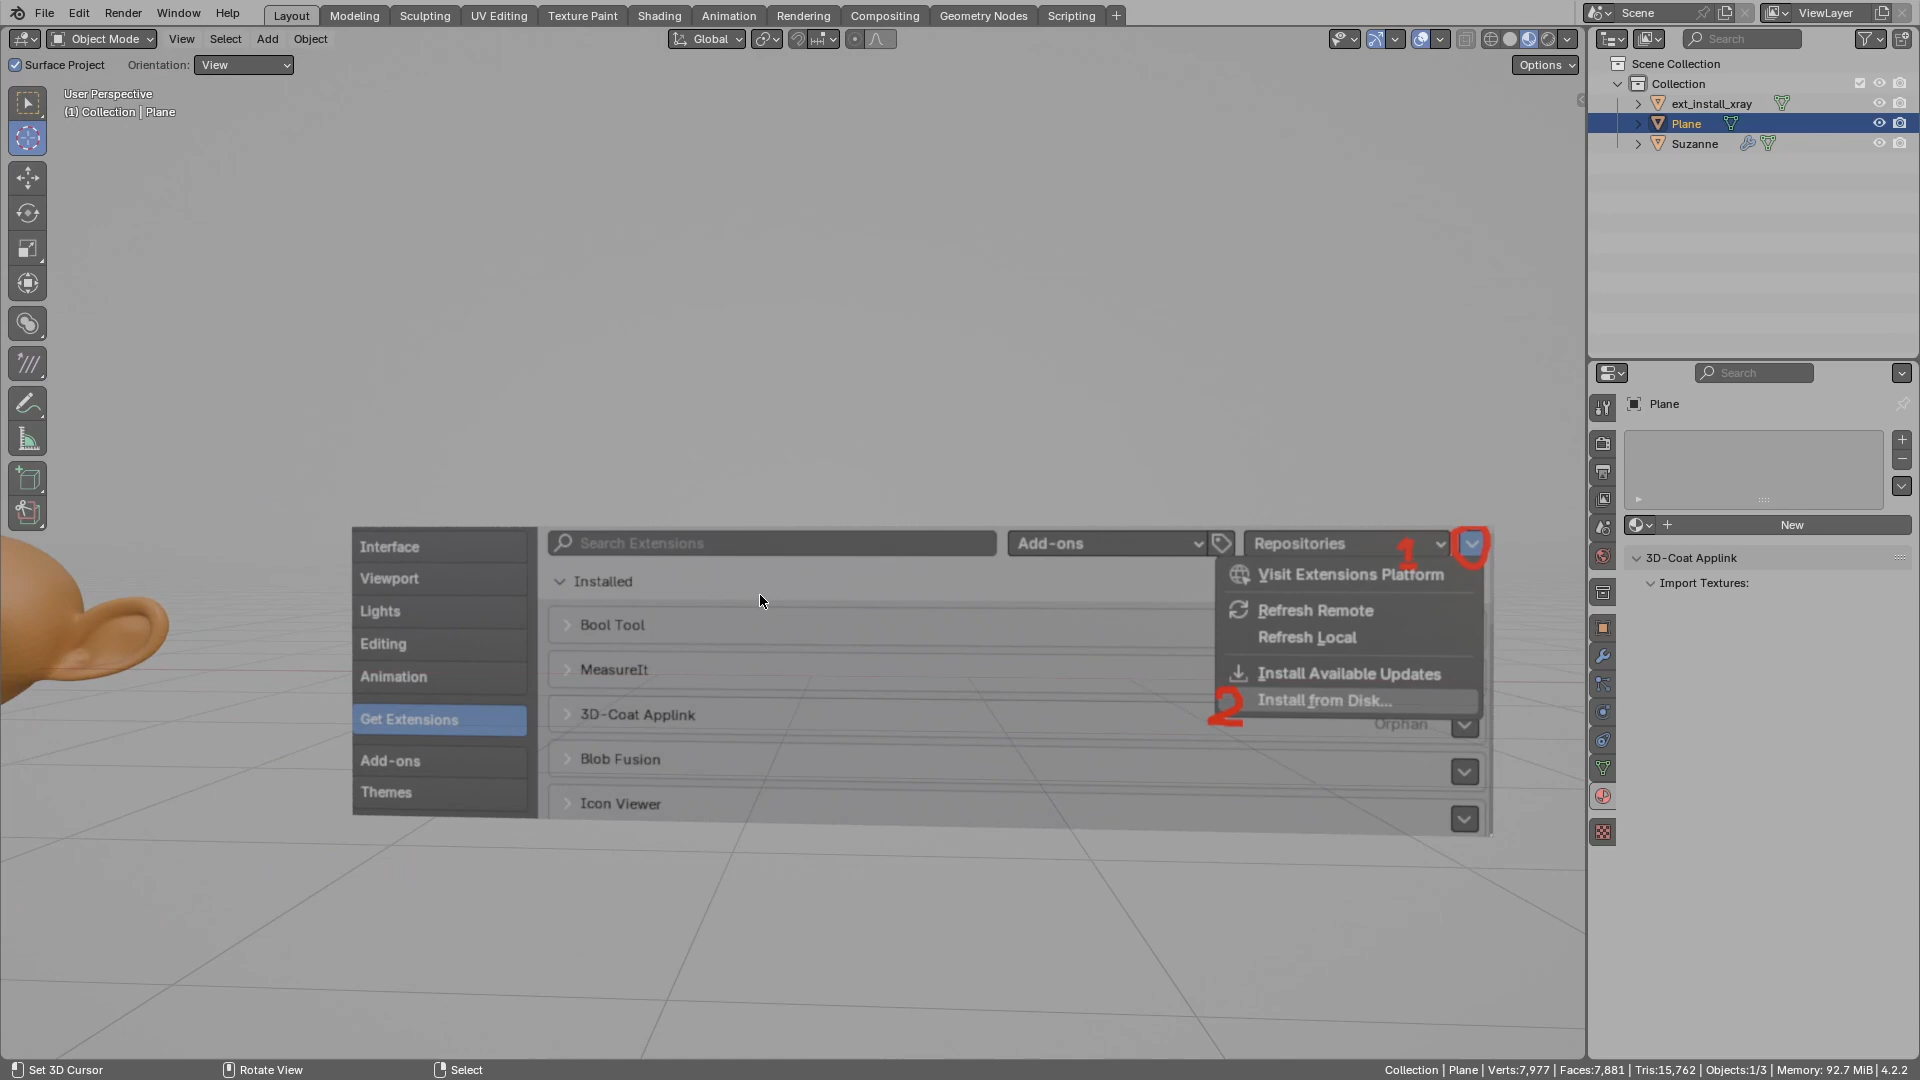 File Edit Render Window Help Layout Modeling Sculpting UV Editing Texture Paint Shading Animation Rendering Compositing Geometry Nodes Scripting + Scene ViewLayer
Object Mode View Select Add Object Global Search
Surface Project Orientation: View Options
User Perspective
(1) Collection | Plane
Scene Collection
Collection
ext_install_xray
Plane
Suzanne
Search
Plane
New
3D-Coat Applink
Import Textures:
Interface
Viewport
Lights
Editing
Animation
Get Extensions
Add-ons
Themes
Search Extensions Add-ons Repositories 1
Installed
Bool Tool
MeasureIt
3D-Coat Applink
Blob Fusion
Icon Viewer
Visit Extensions Platform
Refresh Remote
Refresh Local
Install Available Updates
2 Install from Disk...
Orphan
Set 3D Cursor Rotate View Select Collection | Plane | Verts:7,977 | Faces:7,881 | Tris:15,762 | Objects:1/3 | Memory: 92.7 MiB | 4.2.2